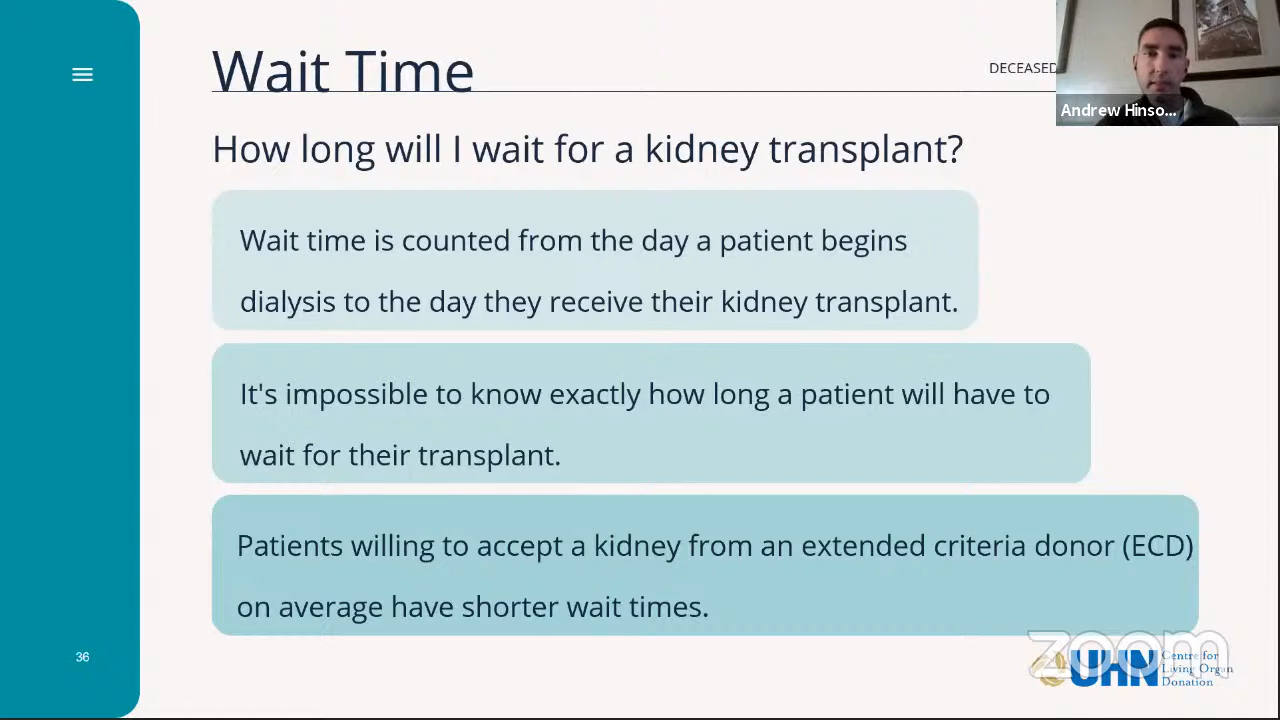 Wait Time
DECEASED
Andrew Hinso...
How long will I wait for a kidney transplant?
Wait time is counted from the day a patient begins
dialysis to the day they receive their kidney transplant.
It's impossible to know exactly how long a patient will have to
wait for their transplant.
Patients willing to accept a kidney from an extended criteria donor (ECD)
on average have shorter wait times.
36
zoom
UHN
Centre for
Living Organ
Donation